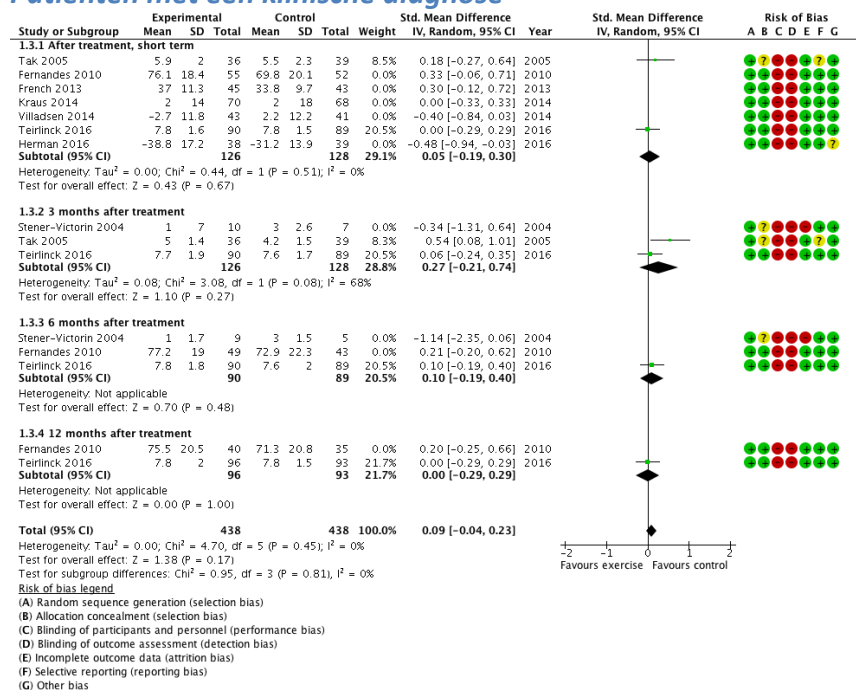 Patiënten met een klinische diagnose
Experimental Control Std. Mean Difference Std. Mean Difference Risk of Bias
Study or Subgroup Mean SD Total Mean SD Total Weight IV, Random, 95% CI Year IV, Random, 95% CI A B C D E F G
1.3.1 After treatment, short term
Tak 2005 5.9 2 36 5.5 2.3 39 8.5% 0.18 [-0.27, 0.64] 2005 + ? - - + ? +
Fernandes 2010 76.1 18.4 55 69.8 20.1 52 0.0% 0.33 [-0.06, 0.71] 2010 + + - - + + +
French 2013 37 11.3 45 33.8 9.7 43 0.0% 0.30 [-0.12, 0.72] 2013 + + - - + + +
Kraus 2014 2 14 70 2 18 68 0.0% 0.00 [-0.33, 0.33] 2014 + + - - + + +
Villadsen 2014 -2.7 11.8 43 2.2 12.2 41 0.0% -0.40 [-0.84, 0.03] 2014 + + - - + + +
Teirlinck 2016 7.8 1.6 90 7.8 1.5 89 20.5% 0.00 [-0.29, 0.29] 2016 + + - - + + +
Herman 2016 -38.8 17.2 38 -31.2 13.9 39 0.0% -0.48 [-0.94, -0.03] 2016 + + - - + + ?
Subtotal (95% CI) 126 128 29.1% 0.05 [-0.19, 0.30]
Heterogeneity: Tau² = 0.00; Chi² = 0.44, df = 1 (P = 0.51); I² = 0%
Test for overall effect: Z = 0.43 (P = 0.67)
1.3.2 3 months after treatment
Stener-Victorin 2004 1 7 10 3 2.6 7 0.0% -0.34 [-1.31, 0.64] 2004 + ? - - - + +
Tak 2005 5 1.4 36 4.2 1.5 39 8.3% 0.54 [0.08, 1.01] 2005 + ? - - + ? +
Teirlinck 2016 7.7 1.9 90 7.6 1.7 89 20.5% 0.06 [-0.24, 0.35] 2016 + + - - + + +
Subtotal (95% CI) 126 128 28.8% 0.27 [-0.21, 0.74]
Heterogeneity: Tau² = 0.08; Chi² = 3.08, df = 1 (P = 0.08); I² = 68%
Test for overall effect: Z = 1.10 (P = 0.27)
1.3.3 6 months after treatment
Stener-Victorin 2004 1 1.7 9 3 1.5 5 0.0% -1.14 [-2.35, 0.06] 2004 + ? - - - + +
Fernandes 2010 77.2 19 49 72.9 22.3 43 0.0% 0.21 [-0.20, 0.62] 2010 + + - - + + +
Teirlinck 2016 7.8 1.8 90 7.6 2 89 20.5% 0.10 [-0.19, 0.40] 2016 + + - - + + +
Subtotal (95% CI) 90 89 20.5% 0.10 [-0.19, 0.40]
Heterogeneity: Not applicable
Test for overall effect: Z = 0.70 (P = 0.48)
1.3.4 12 months after treatment
Fernandes 2010 75.5 20.5 40 71.3 20.8 35 0.0% 0.20 [-0.25, 0.66] 2010 + + - - + + +
Teirlinck 2016 7.8 2 96 7.8 1.5 93 21.7% 0.00 [-0.29, 0.29] 2016 + + - - + + +
Subtotal (95% CI) 96 93 21.7% 0.00 [-0.29, 0.29]
Heterogeneity: Not applicable
Test for overall effect: Z = 0.00 (P = 1.00)
Total (95% CI) 438 438 100.0% 0.09 [-0.04, 0.23]
Heterogeneity: Tau² = 0.00; Chi² = 4.70, df = 5 (P = 0.45); I² = 0%
Test for overall effect: Z = 1.38 (P = 0.17)
Test for subgroup differences: Chi² = 0.95, df = 3 (P = 0.81), I² = 0%
-2 -1 0 1 2
Favours exercise Favours control
Risk of bias legend
(A) Random sequence generation (selection bias)
(B) Allocation concealment (selection bias)
(C) Blinding of participants and personnel (performance bias)
(D) Blinding of outcome assessment (detection bias)
(E) Incomplete outcome data (attrition bias)
(F) Selective reporting (reporting bias)
(G) Other bias